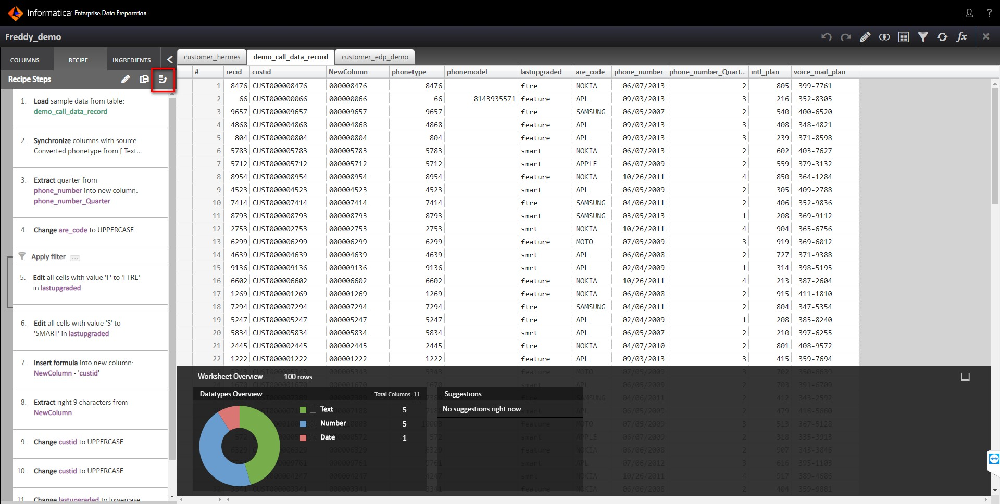 Informatica Enterprise Data Preparation
?
Freddy_demo
fx
COLUMNS
RECIPE
INGREDIENTS
Recipe Steps
1. Load sample data from table:
demo_call_data_record
2. Synchronize columns with source
Converted phonetype from [ Text...
3. Extract quarter from
phone_number into new column:
phone_number_Quarter
4. Change are_code to UPPERCASE
Apply filter ...
5. Edit all cells with value 'F' to 'FTRE'
in lastupgraded
6. Edit all cells with value 'S' to
'SMART' in lastupgraded
7. Insert formula into new column:
NewColumn - 'custid'
8. Extract right 9 characters from
NewColumn
9. Change custid to UPPERCASE
10. Change custid to UPPERCASE
11. Change lastupgraded to lowercase
customer_hermes
demo_call_data_record
customer_edp_demo
# recid custid NewColumn phonetype phonemodel lastupgraded are_code phone_number phone_number_Quart... intl_plan voice_mail_plan
1 8476 CUST000008476 000008476 8476 ftre NOKIA 06/07/2013 2 805 399-7761
2 66 CUST000000066 000000066 66 8143935571 feature APL 09/03/2013 3 216 352-8305
3 9657 CUST000009657 000009657 9657 ftre SAMSUNG 06/05/2007 2 540 400-6520
4 4868 CUST000004868 000004868 4868 feature APL 09/03/2013 3 408 348-4821
5 804 CUST000000804 000000804 804 feature APL 09/03/2013 3 239 371-8598
6 5783 CUST000005783 000005783 5783 smart NOKIA 06/07/2013 2 602 403-7627
7 5712 CUST000005712 000005712 5712 smart APPLE 06/07/2009 2 559 379-3132
8 8954 CUST000008954 000008954 8954 feature NOKIA 10/26/2011 4 850 364-1284
9 4523 CUST000004523 000004523 4523 smart APL 06/05/2009 2 305 409-2788
10 7414 CUST000007414 000007414 7414 ftre SAMSUNG 04/06/2011 2 406 352-9836
11 8793 CUST000008793 000008793 8793 smart SAMSUNG 03/05/2013 1 208 369-9112
12 2753 CUST000002753 000002753 2753 smrt NOKIA 10/26/2011 4 904 365-6756
13 6299 CUST000006299 000006299 6299 feature MOTO 07/05/2009 3 919 369-6012
14 4639 CUST000004639 000004639 4639 smrt APL 06/06/2008 2 727 371-9388
15 9136 CUST000009136 000009136 9136 smrt APL 02/04/2009 1 314 398-5195
16 6602 CUST000006602 000006602 6602 feature NOKIA 10/26/2011 4 213 387-2604
17 1269 CUST000001269 000001269 1269 feature NOKIA 06/06/2008 2 915 411-1810
18 7294 CUST000007294 000007294 7294 ftre SAMSUNG 04/06/2011 2 804 347-5354
19 5247 CUST000005247 000005247 5247 ftre APL 02/04/2009 1 208 385-8240
20 5834 CUST000005834 000005834 5834 smrt APL 06/05/2007 2 210 397-6255
21 2445 CUST000002445 000002445 2445 ftre NOKIA 04/07/2010 2 801 408-9572
22 1222 CUST000001222 000001222 1222 feature APL 09/03/2013 3 415 359-7694
Worksheet Overview 100 rows
Datatypes Overview Total Columns: 11
Text 5
Number 5
Date 1
Suggestions
No suggestions right now.